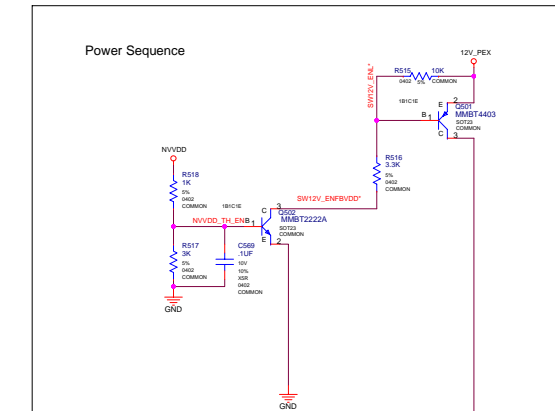 Power Sequence
12V_PEX
R515 10K
0402 5% COMMON
SW12V_ENL*
1B1C1E
E 2
Q501
B 1
MMBT4403
SOT23
COMMON
C 3
NVVDD
R516
3.3K
5%
0402
COMMON
R518
1K
5%
0402
COMMON
SW12V_ENFBVDD*
1B1C1E
C 3
Q502
MMBT2222A
NVVDD_TH_EN B 1
SOT23
COMMON
E 2
R517
3K
5%
0402
COMMON
C569
.1UF
10V
10%
X5R
0402
COMMON
GND
GND